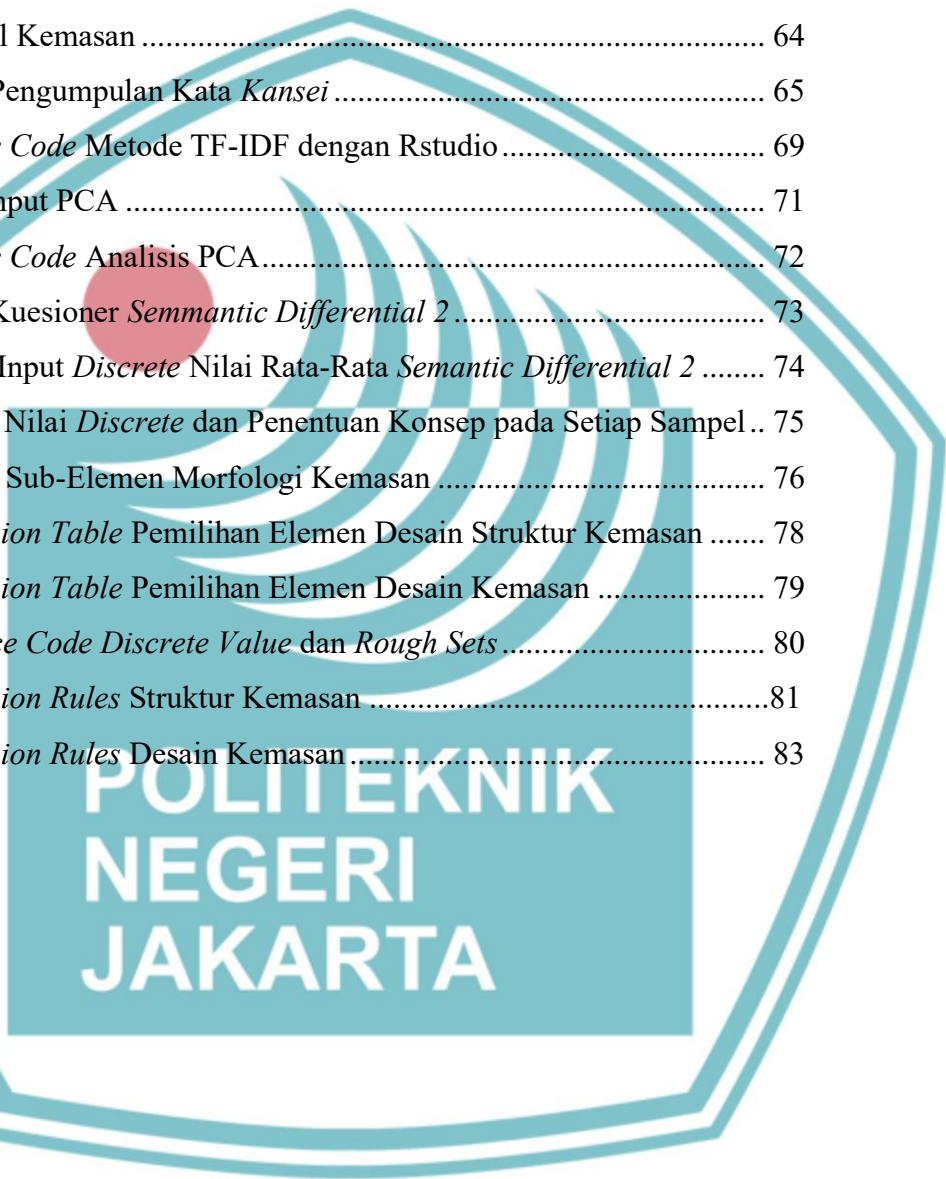 l Kemasan ........................................................................... 64
Pengumpulan Kata Kansei .................................................... 65
Code Metode TF-IDF dengan Rstudio ................................ 69
nput PCA ............................................................................. 71
Code Analisis PCA ............................................................. 72
Kuesioner Semmantic Differential 2 ..................................... 73
Input Discrete Nilai Rata-Rata Semantic Differential 2 ........ 74
Nilai Discrete dan Penentuan Konsep pada Setiap Sampel .. 75
Sub-Elemen Morfologi Kemasan ........................................ 76
ion Table Pemilihan Elemen Desain Struktur Kemasan ....... 78
ion Table Pemilihan Elemen Desain Kemasan .................... 79
ce Code Discrete Value dan Rough Sets ................................ 80
ion Rules Struktur Kemasan ................................................81
ion Rules Desain Kemasan .................................................. 83
POLITEKNIK
NEGERI
JAKARTA